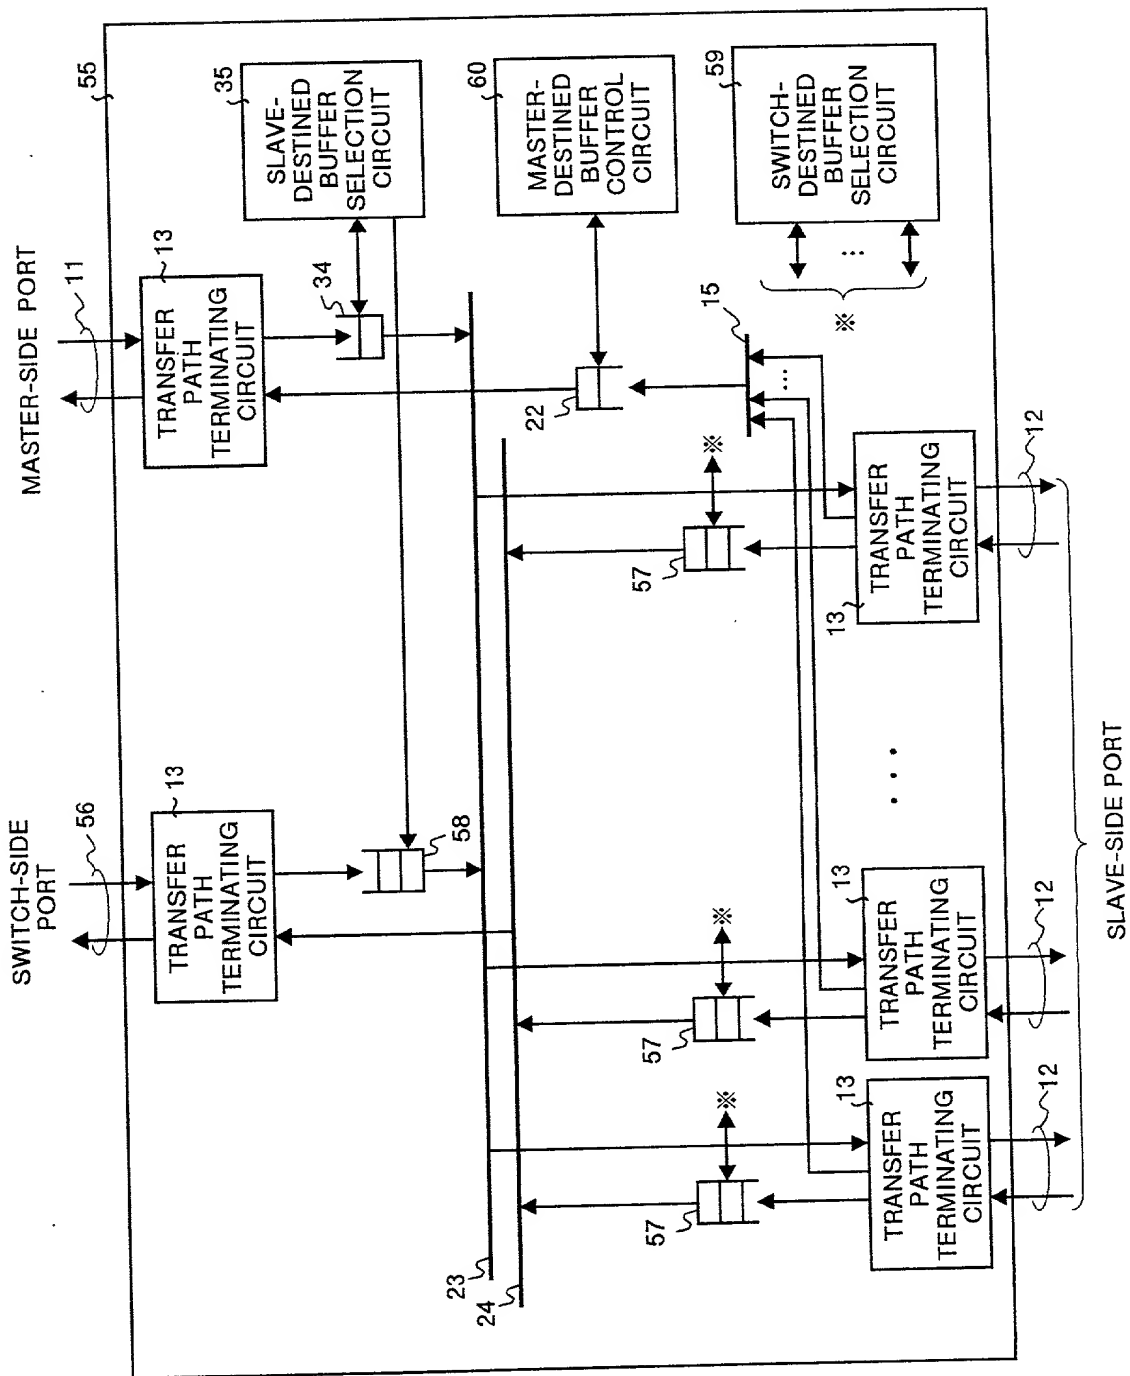 SWITCH-SIDE
PORT
MASTER-SIDE PORT
56
11
55
13
TRANSFER
PATH
TERMINATING
CIRCUIT
13
TRANSFER
PATH
TERMINATING
CIRCUIT
35
SLAVE-
DESTINED
BUFFER
SELECTION
CIRCUIT
34
58
60
MASTER-
DESTINED
BUFFER
CONTROL
CIRCUIT
22
23
24
59
SWITCH-
DESTINED
BUFFER
SELECTION
CIRCUIT
⋮
※
15
...
57
※
57
※
57
※
13
TRANSFER
PATH
TERMINATING
CIRCUIT
13
TRANSFER
PATH
TERMINATING
CIRCUIT
• • •
13
TRANSFER
PATH
TERMINATING
CIRCUIT
12
12
12
SLAVE-SIDE PORT